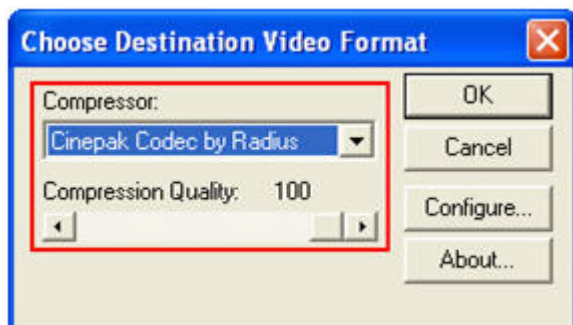 Choose Destination Video Format
Compressor:
Cinepak Codec by Radius
Compression Quality: 100
OK
Cancel
Configure...
About...